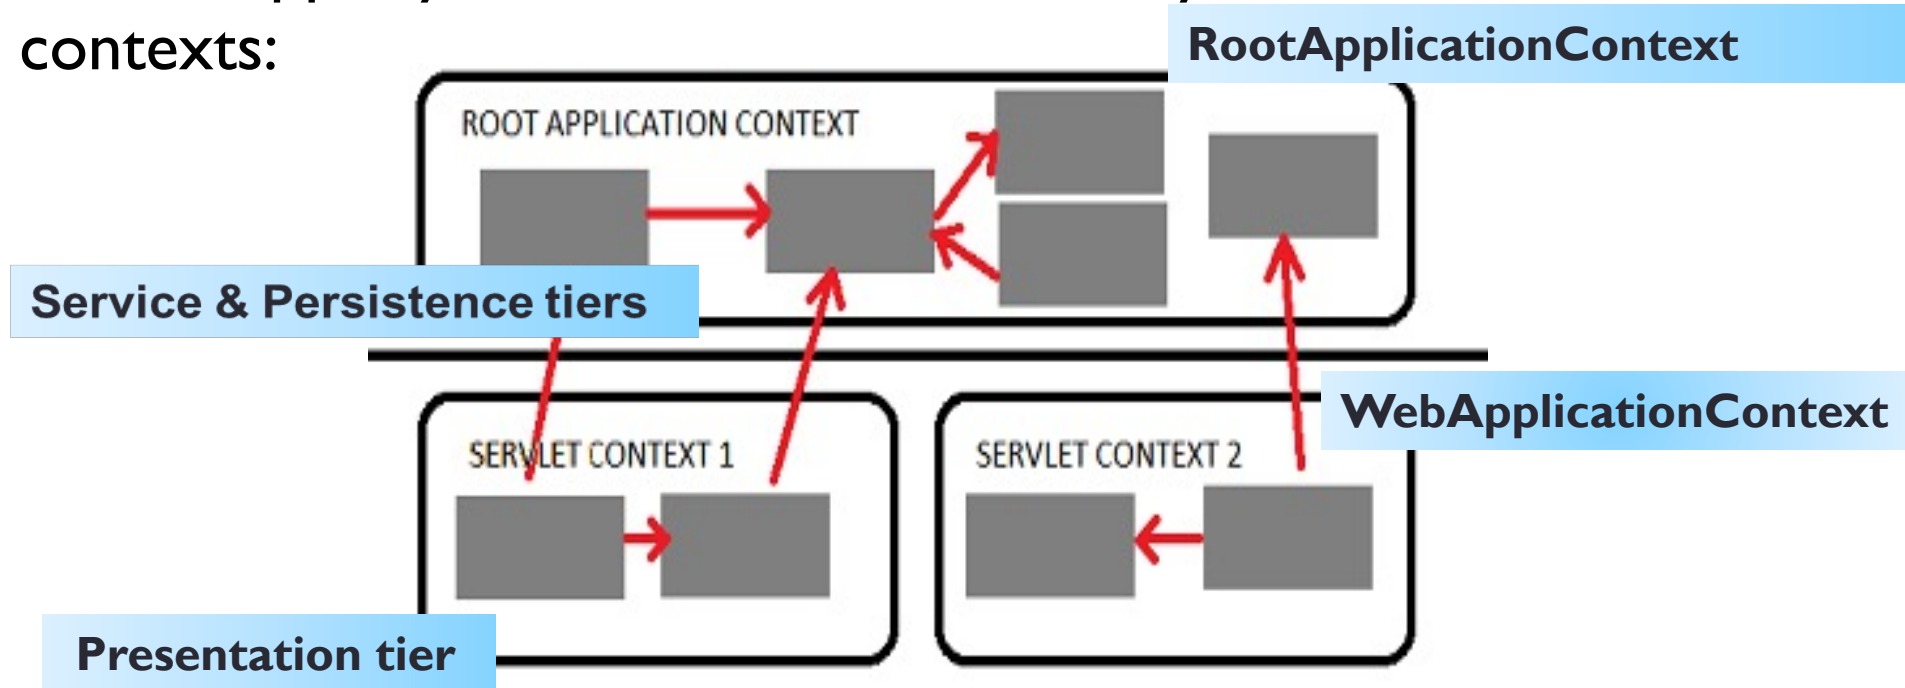 contexts:
RootApplicationContext
ROOT APPLICATION CONTEXT
Service & Persistence tiers
WebApplicationContext
SERVLET CONTEXT 1
SERVLET CONTEXT 2
Presentation tier